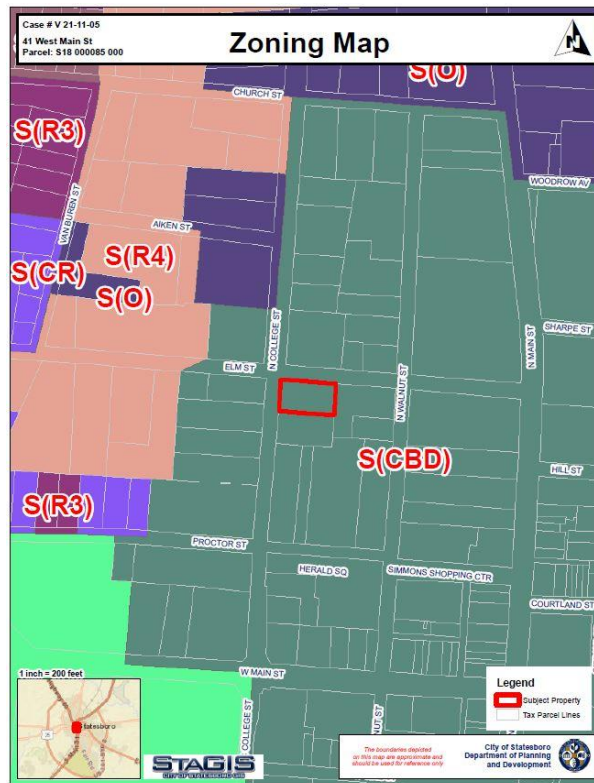 Case # V 21-11-05
41 West Main St
Parcel: S18 000085 000
Zoning Map
N
S(O)
CHURCH ST
S(R3)
WOODROW AV
VAN BUREN ST
AIKEN ST
S(R4)
S(CR)
S(O)
N COLLEGE ST
N MAIN ST
SHARPE ST
ELM ST
N WALNUT ST
S(CBD)
HILL ST
S(R3)
PROCTOR ST
HERALD SQ
SIMMONS SHOPPING CTR
COURTLAND ST
W MAIN ST
1 inch = 200 feet
Statesboro
COLLEGE ST
NUT ST
Legend
Subject Property
Tax Parcel Lines
STAGIS
The boundaries depicted
on this map are approximate and
should be used for reference only.
City of Statesboro
Department of Planning
and Development